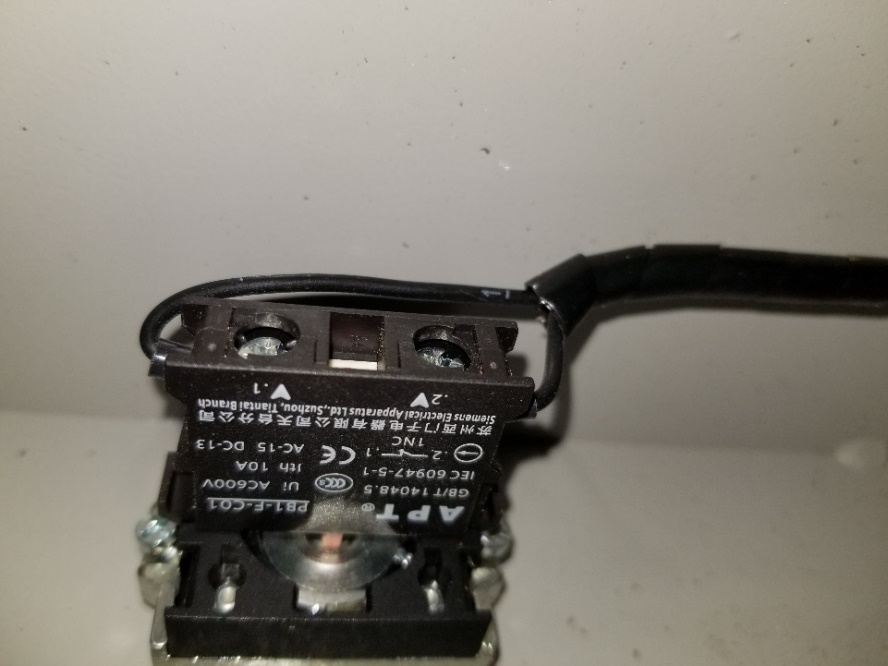 APT® PB1-F-C01
GB/T 14048.5 CCC Ui AC600V
IEC 60947-5-1 Ith 10A
.2 .1 CE AC-15 DC-13
1NC
苏州西门子电器有限公司天台分公司
Siemens Electrical Apparatus Ltd.,Suzhou, Tiantai Branch
.2 .1